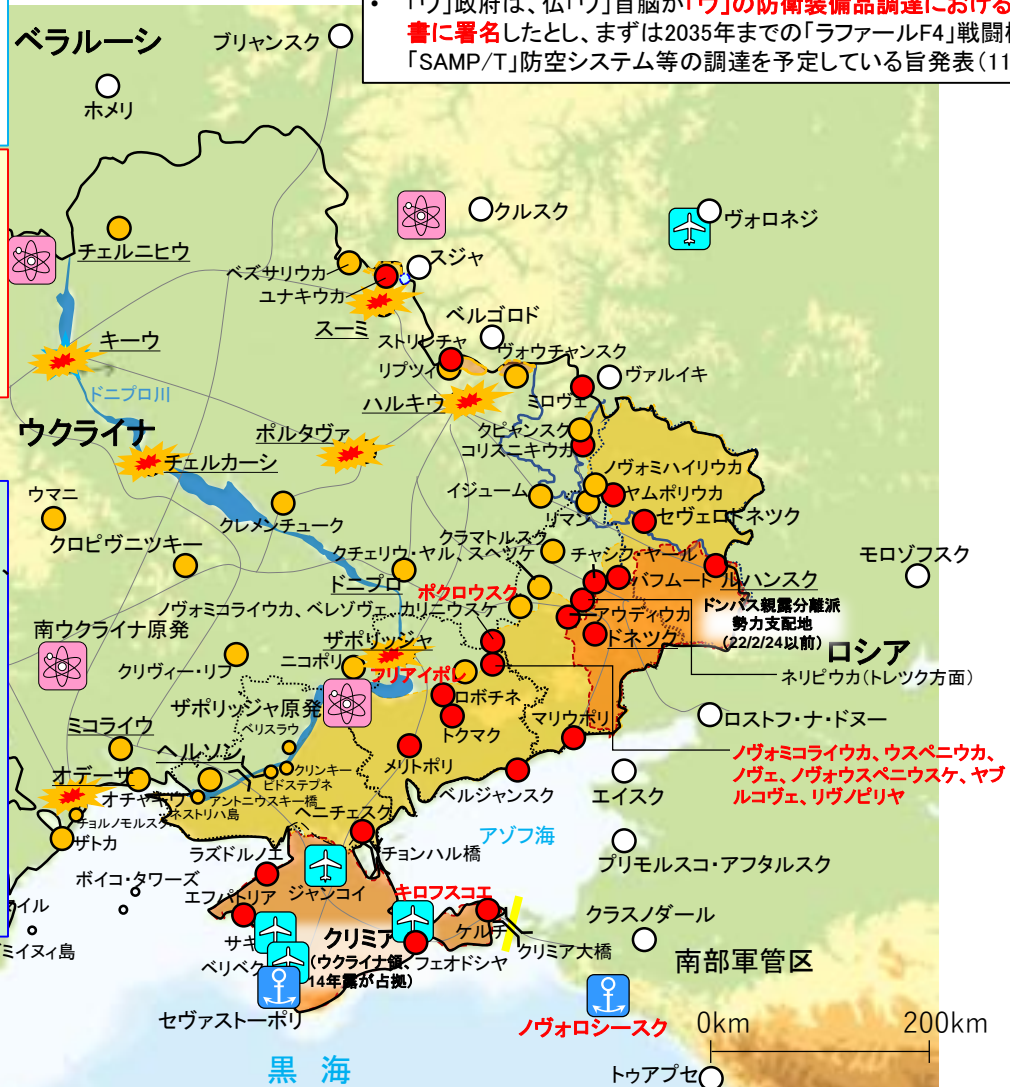 ・「ウ」政府は、仏「ウ」首脳が「ウ」の防衛装備品調達における
書に署名したとし、まずは2035年までの「ラファールF4」戦闘機
「SAMP/T」防空システム等の調達を予定している旨発表(11
ベラルーシ
ブリャンスク
ホメリ
クルスク
ヴォロネジ
チェルニヒウ
スジャ
ベズサリウカ
ユナキウカ
スーミ
ベルゴロド
キーウ
ストリレチャ
ヴォウチャンスク
リプツィ
ヴァルイキ
ドニプロ川
ハルキウ
ミロヴェ
ウクライナ
ポルタヴァ
クピャンスク
コリスニキウカ
チェルカーシ
ノヴォミハイリウカ
ウマニ
イジューム
ヤムポリウカ
リマン
クレメンチューク
セヴェロドネツク
クロピヴニツキー
クラマトルスク
クチェリウ・ヤル、スヘツケ
チャシウ・ヤール
モロゾフスク
ドニプロ
ポクロウスク
バフムート
ルハンスク
ノヴォミコライウカ、ベレゾヴェ、カリニウスケ
アウディウカ
ドンバス親露分離派
勢力支配地
(22/2/24以前)
南ウクライナ原発
ザポリッジャ
ドネツク
ロシア
クリヴィー・リフ
ニコポリ
フリアイポレ
ネリピウカ(トレツク方面)
ザポリッジャ原発
ロボチネ
ミコライウ
ベリスラウ
トクマク
マリウポリ
ロストフ・ナ・ドヌー
ヘルソン
メリトポリ
ノヴォミコライウカ、ウスペニウカ、
ノヴェ、ノヴォウスペニウスケ、ヤブ
ルコヴェ、リヴノピリヤ
オデーサ
クリンキー
ピドステプネ
ベルジャンスク
エイスク
オチャキウ
アントニウスキー橋
ネストリハ島
ヘニチェスク
チョルノモルスク
ザトカ
アゾフ海
ラズドルノエ
チョンハル橋
プリモルスコ・アフタルスク
ボイコ・タワーズ
エフパトリア
ジャンコイ
キロフスコエ
イル
クラスノダール
ケルチ
ミイヌィ島
サキ
クリミア
クリミア大橋
ベリベク
(ウクライナ領、
14年露が占拠)
フェオドシヤ
南部軍管区
セヴァストーポリ
ノヴォロシースク
0km
200km
黒 海
トゥアプセ